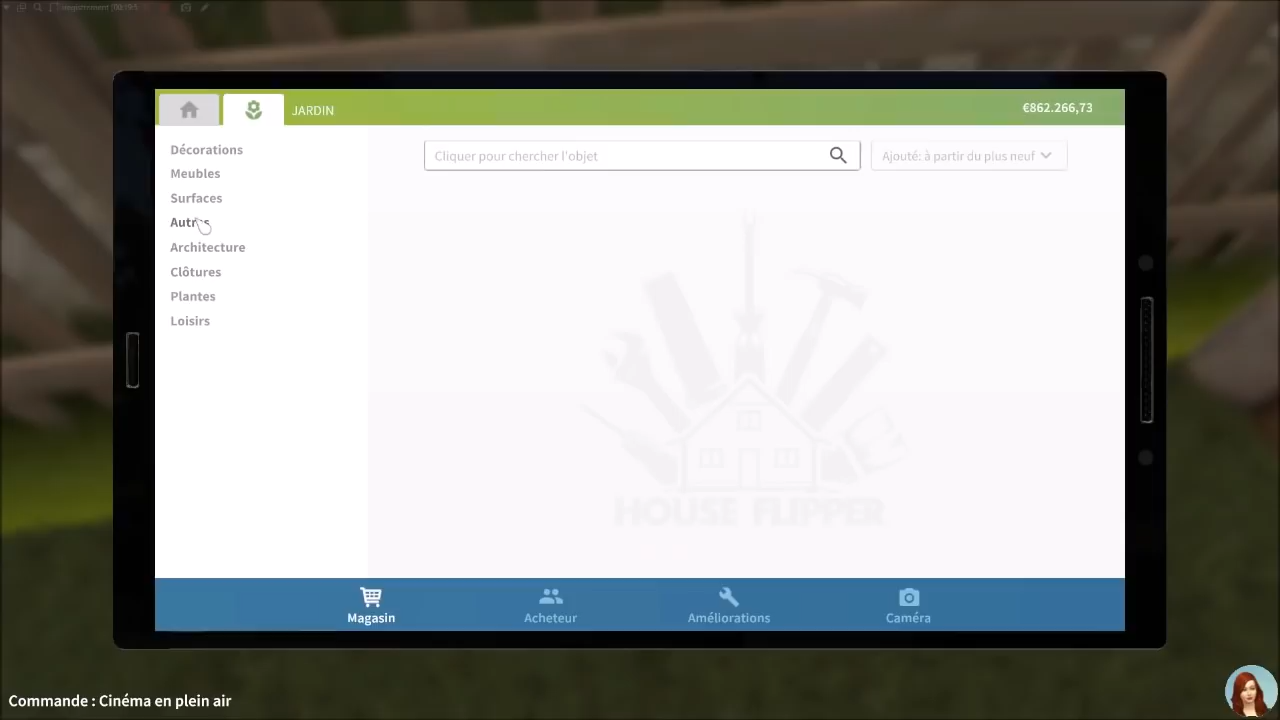 JARDIN
€862.266,73
Décorations
Cliquer pour chercher l'objet
Ajouté: à partir du plus neuf
Meubles
Surfaces
Autres
Architecture
Clôtures
Plantes
Loisirs
HOUSE FLIPPER
Magasin
Acheteur
Améliorations
Caméra
Commande : Cinéma en plein air